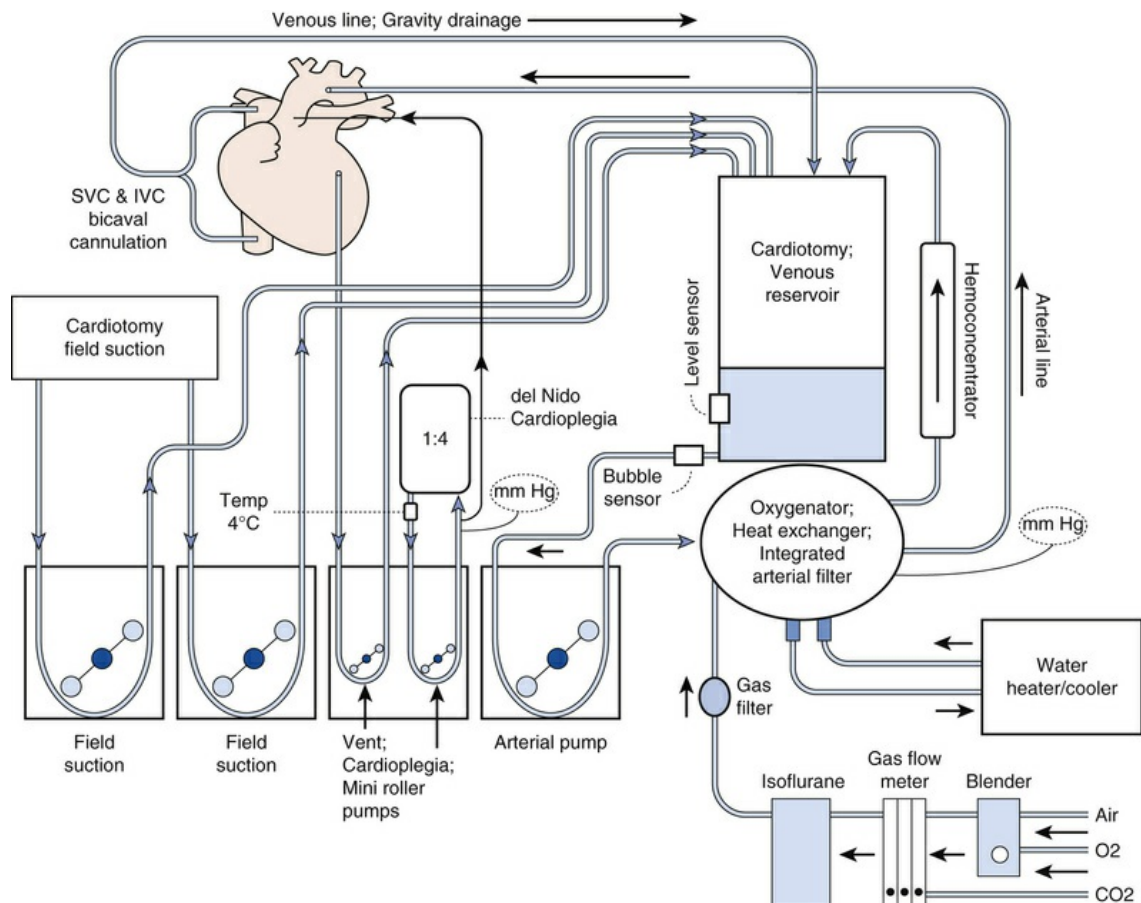 Venous line; Gravity drainage
SVC & IVC
bicaval
cannulation
Cardiotomy
field suction
Cardiotomy;
Venous
reservoir
Level sensor
Hemoconcentrator
Arterial line
del Nido
Cardioplegia
1:4
Temp
4°C
mm Hg
Bubble
sensor
Oxygenator;
Heat exchanger;
Integrated
arterial filter
mm Hg
Water
heater/cooler
Gas
filter
Field
suction
Field
suction
Vent;
Cardioplegia;
Mini roller
pumps
Arterial pump
Isoflurane
Gas flow
meter
Blender
Air
O2
CO2